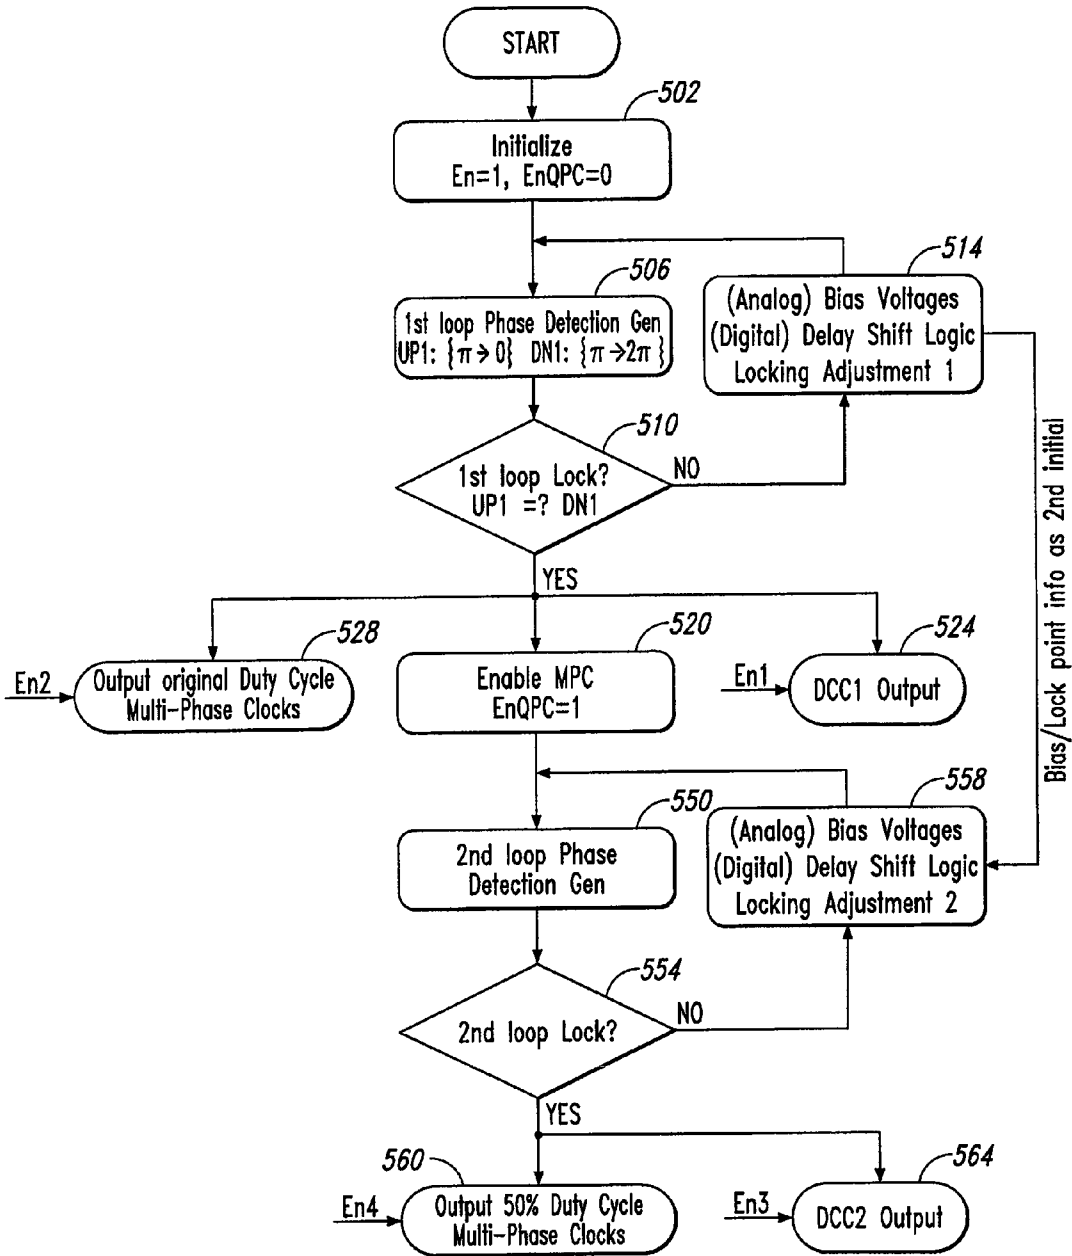 START
502
Initialize
En=1, EnQPC=0
514
(Analog) Bias Voltages
(Digital) Delay Shift Logic
Locking Adjustment 1
506
1st loop Phase Detection Gen
UP1: {π→0} DN1: {π→2π}
510
1st loop Lock?
UP1 =? DN1
NO
YES
Bias/Lock point info as 2nd initial
528
En2
Output original Duty Cycle
Multi-Phase Clocks
520
Enable MPC
EnQPC=1
524
En1
DCC1 Output
550
2nd loop Phase
Detection Gen
558
(Analog) Bias Voltages
(Digital) Delay Shift Logic
Locking Adjustment 2
554
2nd loop Lock?
NO
YES
560
En4
Output 50% Duty Cycle
Multi-Phase Clocks
564
En3
DCC2 Output